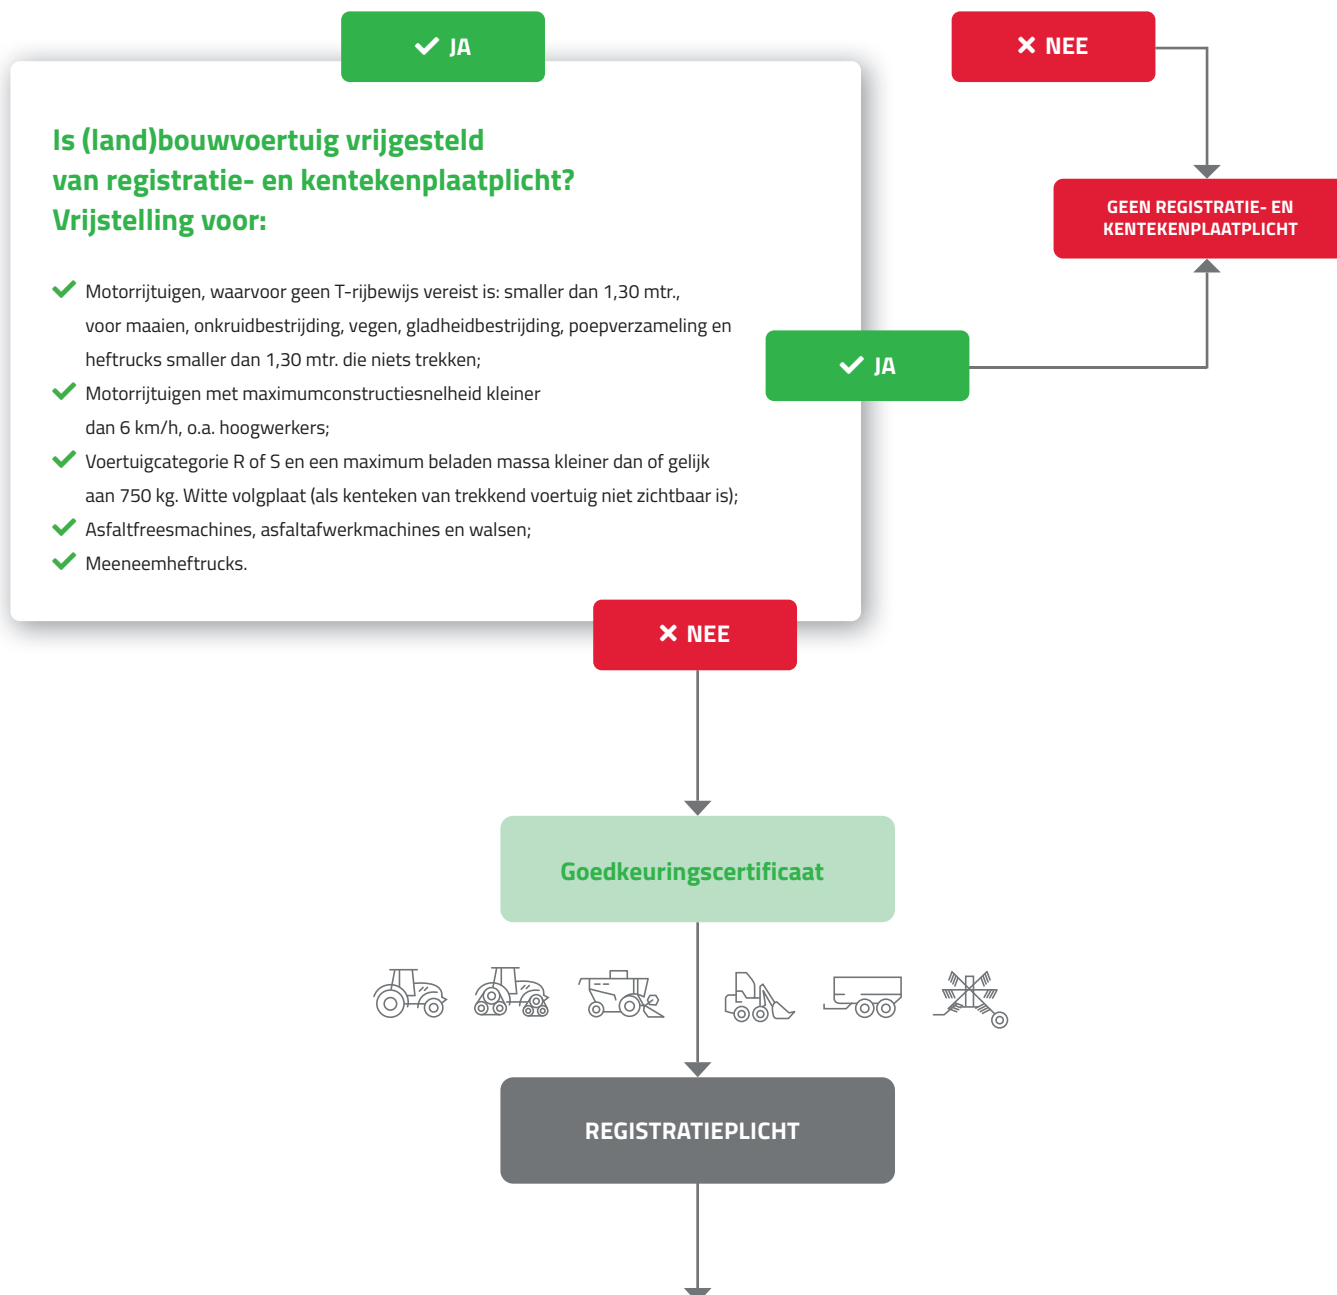 JA
NEE
Is (land)bouwvoertuig vrijgesteld
van registratie- en kentekenplaatplicht?
Vrijstelling voor:
GEEN REGISTRATIE- EN
KENTEKENPLAATPLICHT
Motorrijtuigen, waarvoor geen T-rijbewijs vereist is: smaller dan 1,30 mtr.,
voor maaien, onkruidbestrijding, vegen, gladheidbestrijding, poepverzameling en
heftrucks smaller dan 1,30 mtr. die niets trekken;
JA
Motorrijtuigen met maximumconstructiesnelheid kleiner
dan 6 km/h, o.a. hoogwerkers;
Voertuigcategorie R of S en een maximum beladen massa kleiner dan of gelijk
aan 750 kg. Witte volgplaat (als kenteken van trekkend voertuig niet zichtbaar is);
Asfaltfreesmachines, asfaltafwerkmachines en walsen;
Meeneemheftrucks.
NEE
Goedkeuringscertificaat
REGISTRATIEPLICHT